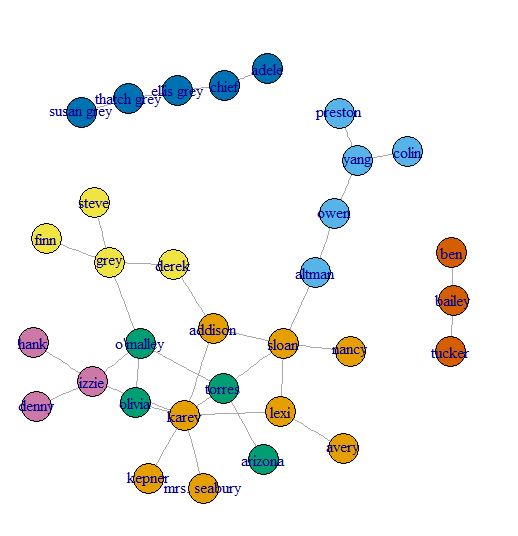 adele
chief
ellis grey
thatch grey
susan grey
preston
yang
colin
steve
owen
finn
grey
derek
ben
altman
bailey
addison
hank
o'malley
sloan
nancy
tucker
izzie
torres
denny
olivia
karev
lexi
avery
arizona
kepner
mrs. seabury